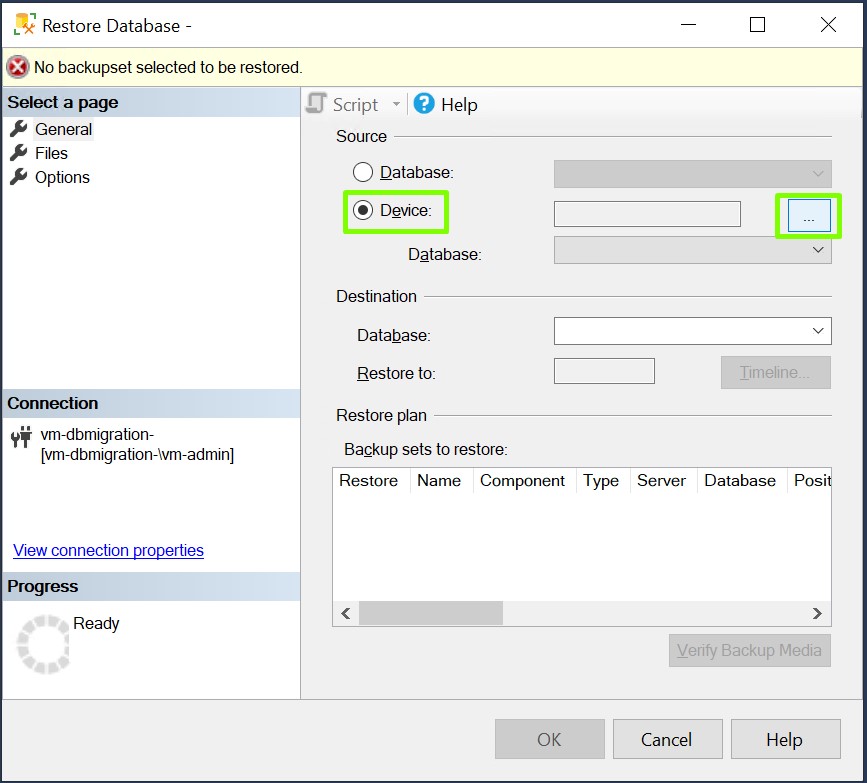 Restore Database -
No backupset selected to be restored.
Select a page
General
Files
Options
Script
Help
Source
Database:
Device:
...
Database:
Destination
Database:
Restore to:
Timeline...
Restore plan
Backup sets to restore:
Restore Name Component Type Server Database Posit
Verify Backup Media
Connection
vm-dbmigration-
[vm-dbmigration-\vm-admin]
View connection properties
Progress
Ready
OK Cancel Help